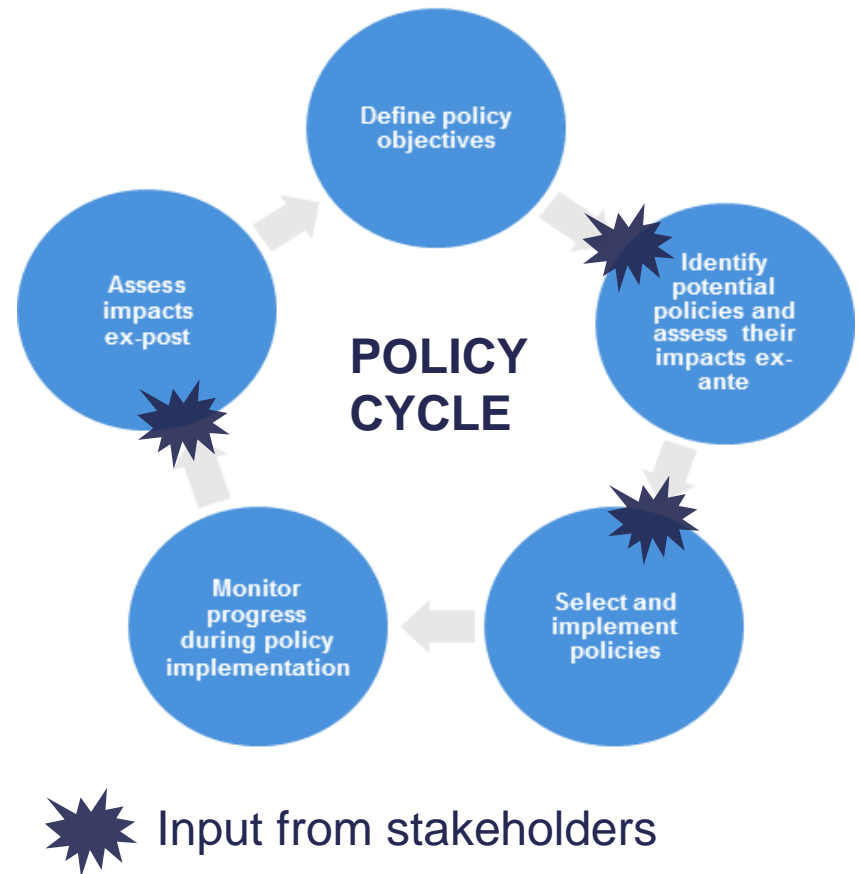 Define policy
objectives
Identify
potential
policies and
assess their
impacts ex-
ante
Select and
implement
policies
Monitor
progress
during policy
implementation
Assess
impacts
ex-post
POLICY
CYCLE
Input from stakeholders